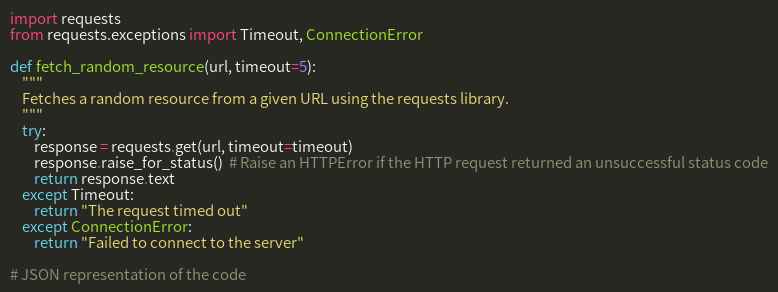 import requests
from requests.exceptions import Timeout, ConnectionError

def fetch_random_resource(url, timeout=5):
    """
    Fetches a random resource from a given URL using the requests library.
    """
    try:
        response = requests.get(url, timeout=timeout)
        response.raise_for_status()  # Raise an HTTPError if the HTTP request returned an unsuccessful status code
        return response.text
    except Timeout:
        return "The request timed out"
    except ConnectionError:
        return "Failed to connect to the server"

# JSON representation of the code